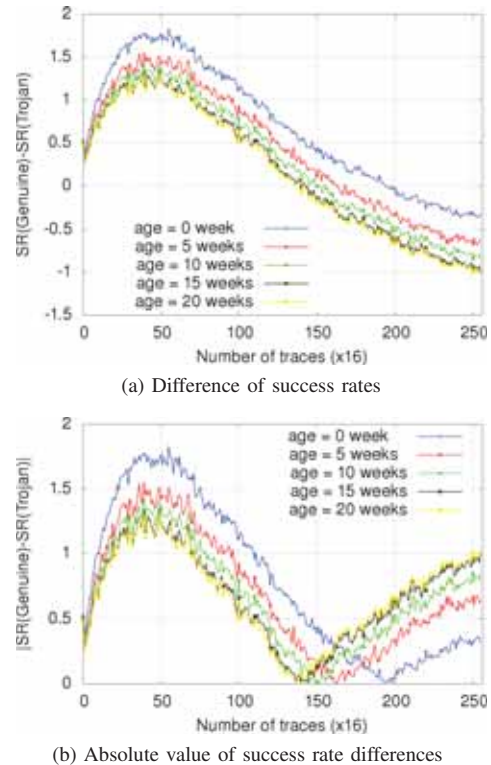 2
1.5
1
0.5
0
-0.5
-1
-1.5
SR(Genuine)-SR(Trojan)
age = 0 week
age = 5 weeks
age = 10 weeks
age = 15 weeks
age = 20 weeks
0 50 100 150 200 250
Number of traces (x16)
(a) Difference of success rates
2
1.5
1
0.5
0
|SR(Genuine)-SR(Trojan)|
age = 0 week
age = 5 weeks
age = 10 weeks
age = 15 weeks
age = 20 weeks
0 50 100 150 200 250
Number of traces (x16)
(b) Absolute value of success rate differences